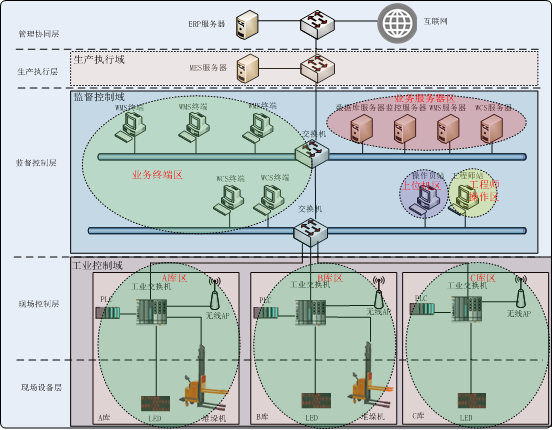 管理协同层
ERP服务器
互联网
生产执行域
生产执行层
MES服务器
监督控制域
业务服务器区
WMS终端
WMS终端
WMS终端
数据库服务器
监控服务器
WMS服务器
WCS服务器
交换机
监督控制层
业务终端区
WCS终端
WCS终端
操作员站
上位机区
工程师站
工程师
操作区
交换机
工业控制域
A库区
B库区
C库区
工业交换机
工业交换机
工业交换机
现场控制层
PLC
无线AP
PLC
无线AP
PLC
无线AP
现场设备层
A库
LED
堆垛机
B库
LED
堆垛机
C库
LED